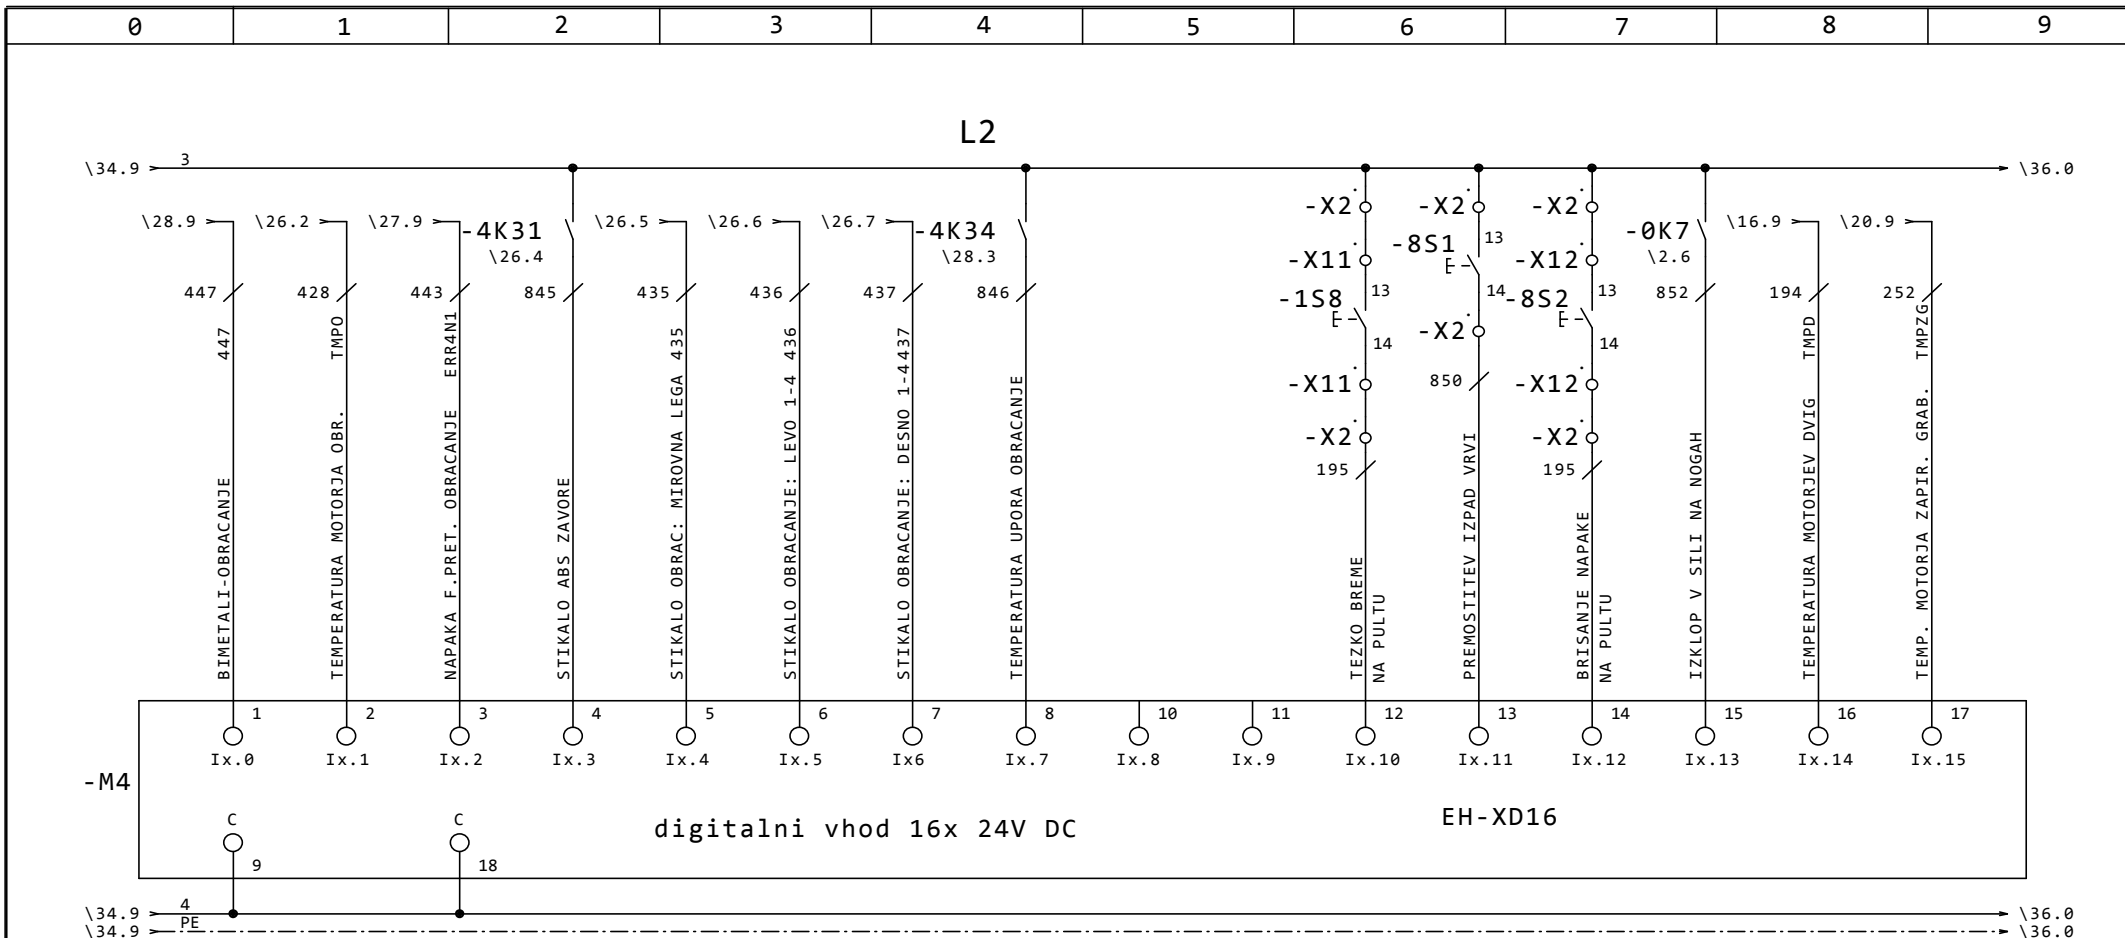 0 1 2 3 4 5 6 7 8 9
L2
\34.9 3 \36.0
-X2 -X2 -X2
\28.9 \26.2 \27.9 -4K31 \26.5 \26.6 \26.7 -4K34 -8S1 13 -0K7 \16.9 \20.9
\26.4 \28.3 -X11 -X12 \2.6
447 428 443 845 435 436 437 846 13 14 13 852 194 252
-1S8 -8S2
14 -X2 14
-X11 850 -X12
-X2 -X2
195 195
BIMETALI-OBRACANJE 447
TEMPERATURA MOTORJA OBR. TMPO
NAPAKA F.PRET. OBRACANJE ERR4N1
STIKALO ABS ZAVORE
STIKALO OBRAC: MIROVNA LEGA 435
STIKALO OBRACANJE: LEVO 1-4 436
STIKALO OBRACANJE: DESNO 1-4437
TEMPERATURA UPORA OBRACANJE
TEZKO BREME
NA PULTU
PREMOSTITEV IZPAD VRVI
BRISANJE NAPAKE
NA PULTU
IZKLOP V SILI NA NOGAH
TEMPERATURA MOTORJEV DVIG TMPD
TEMP. MOTORJA ZAPIR. GRAB. TMPZG
1 2 3 4 5 6 7 8 10 11 12 13 14 15 16 17
Ix.0 Ix.1 Ix.2 Ix.3 Ix.4 Ix.5 Ix6 Ix.7 Ix.8 Ix.9 Ix.10 Ix.11 Ix.12 Ix.13 Ix.14 Ix.15
-M4
C C
digitalni vhod 16x 24V DC EH-XD16
9 18
\34.9 4 \36.0
\34.9 PE \36.0